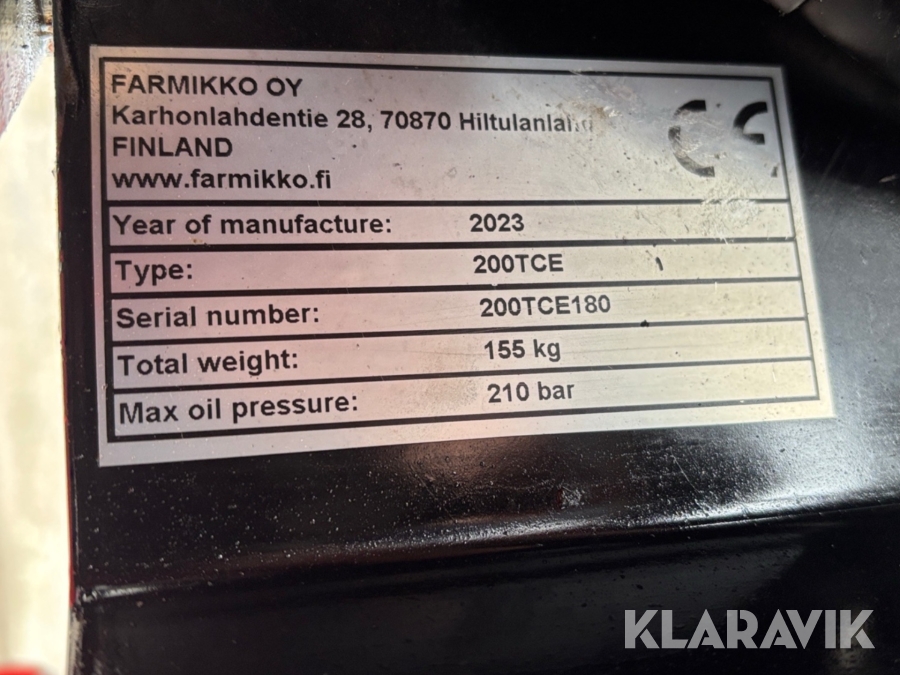 FARMIKKO OY
Karhonlahdentie 28, 70870 Hiltulanlahti
FINLAND
www.farmikko.fi
CE
Year of manufacture: 2023
Type: 200TCE
Serial number: 200TCE180
Total weight: 155 kg
Max oil pressure: 210 bar
KLARAVIK